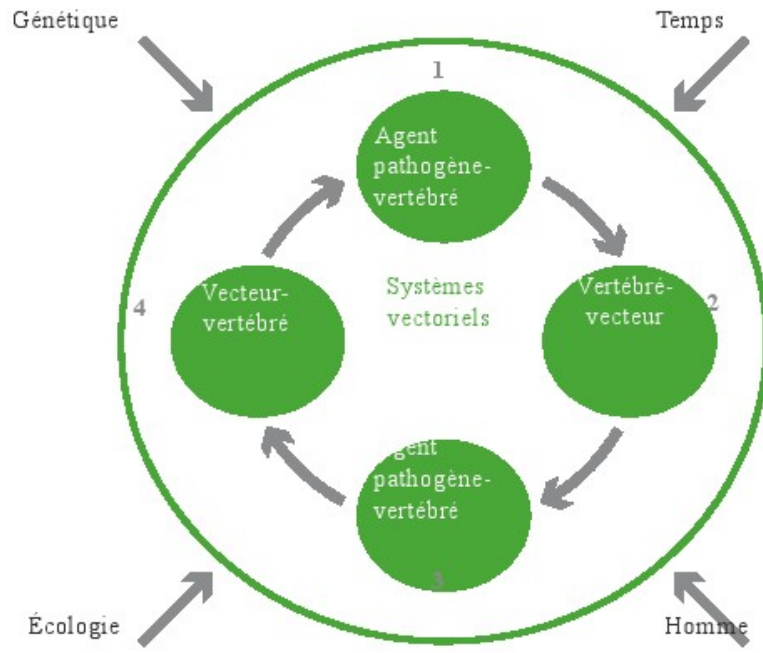 Génétique
Temps
1
Agent
pathogène-
vertébré
Vecteur-
vertébré
4
Systèmes
vectoriels
Vertébré-
vecteur
2
Agent
pathogène-
vertébré
3
Écologie
Homme